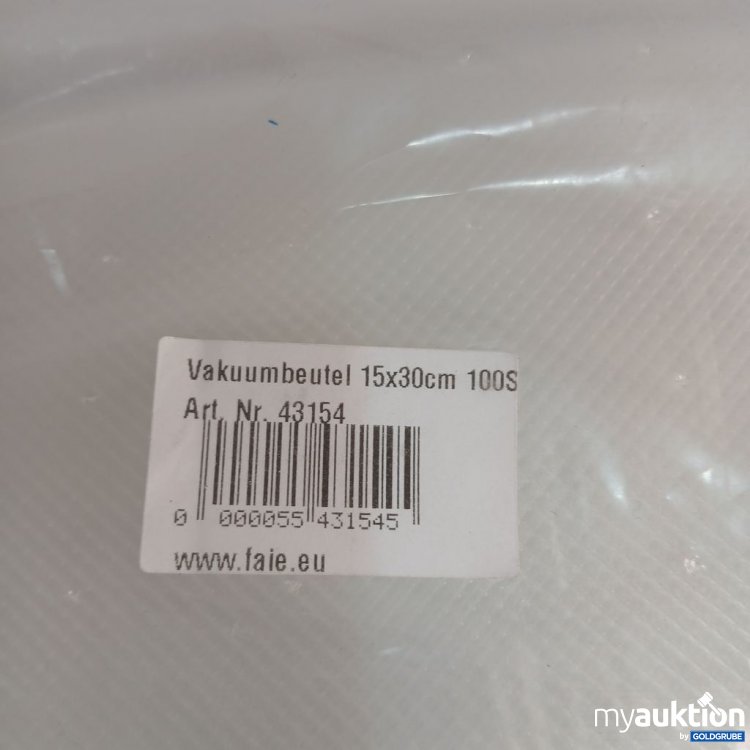 Vakuumbeutel 15x30cm 100S
Art. Nr. 43154
0 000055 431545
www.faie.eu
myauktion
by GOLDGRUBE